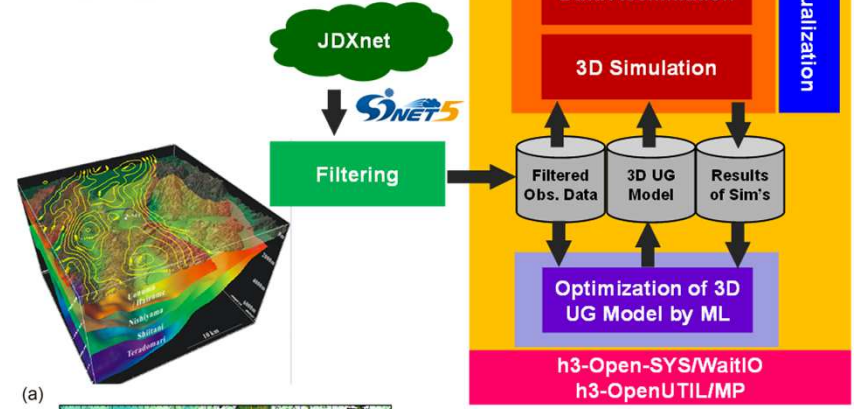 JDXnet
SINET5
3D Simulation
ualization
Filtering
Filtered
Obs. Data
3D UG
Model
Results
of Sim's
Optimization of 3D
UG Model by ML
Nishiyama
Shiitani
Teradomari
10 km
h3-Open-SYS/WaitIO
h3-OpenUTIL/MP
(a)